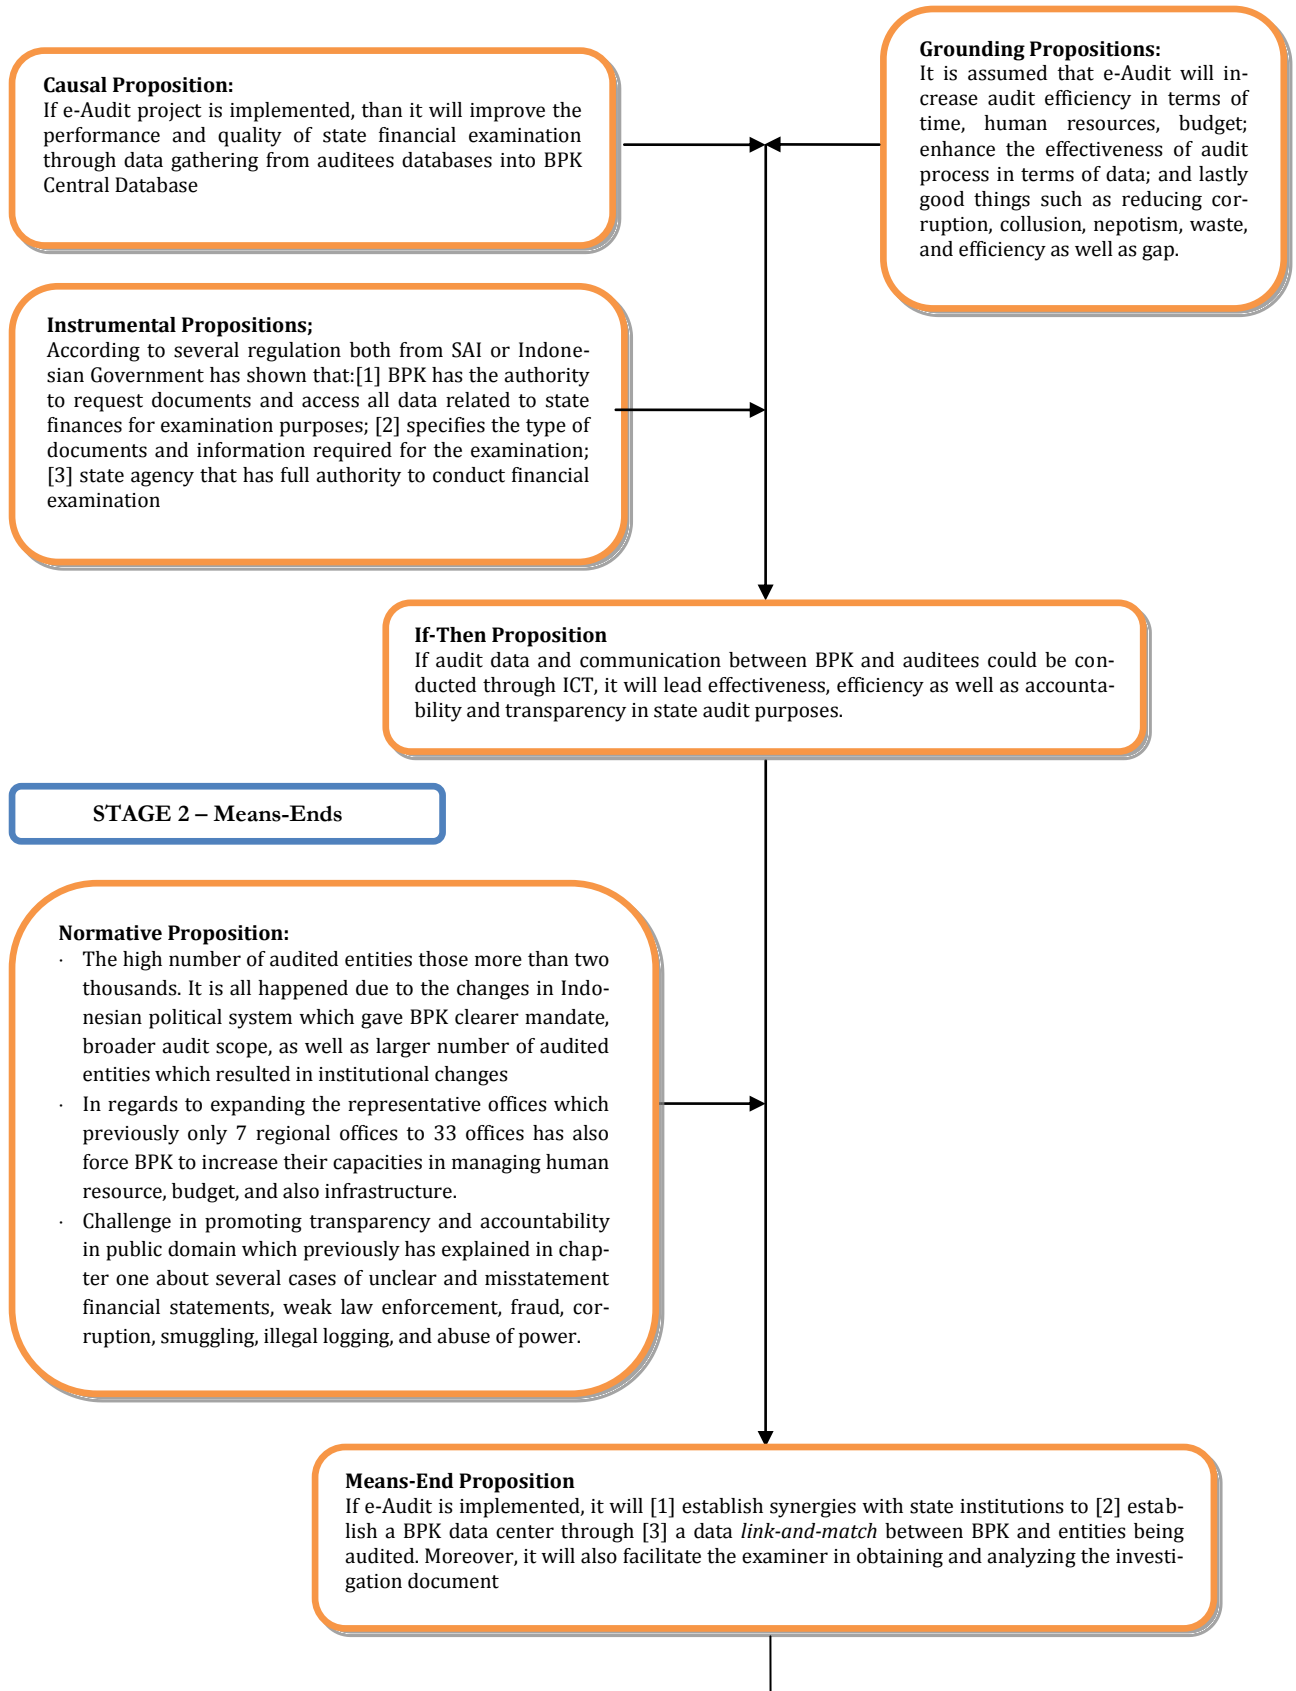 Causal Proposition:
If e-Audit project is implemented, than it will improve the
performance and quality of state financial examination
through data gathering from auditees databases into BPK
Central Database
Grounding Propositions:
It is assumed that e-Audit will in-
crease audit efficiency in terms of
time, human resources, budget;
enhance the effectiveness of audit
process in terms of data; and lastly
good things such as reducing cor-
ruption, collusion, nepotism, waste,
and efficiency as well as gap.
Instrumental Propositions;
According to several regulation both from SAI or Indone-
sian Government has shown that:[1] BPK has the authority
to request documents and access all data related to state
finances for examination purposes; [2] specifies the type of
documents and information required for the examination;
[3] state agency that has full authority to conduct financial
examination
If-Then Proposition
If audit data and communication between BPK and auditees could be con-
ducted through ICT, it will lead effectiveness, efficiency as well as accounta-
bility and transparency in state audit purposes.
STAGE 2 – Means-Ends
Normative Proposition:
· The high number of audited entities those more than two
thousands. It is all happened due to the changes in Indo-
nesian political system which gave BPK clearer mandate,
broader audit scope, as well as larger number of audited
entities which resulted in institutional changes
· In regards to expanding the representative offices which
previously only 7 regional offices to 33 offices has also
force BPK to increase their capacities in managing human
resource, budget, and also infrastructure.
· Challenge in promoting transparency and accountability
in public domain which previously has explained in chap-
ter one about several cases of unclear and misstatement
financial statements, weak law enforcement, fraud, cor-
ruption, smuggling, illegal logging, and abuse of power.
Means-End Proposition
If e-Audit is implemented, it will [1] establish synergies with state institutions to [2] estab-
lish a BPK data center through [3] a data link-and-match between BPK and entities being
audited. Moreover, it will also facilitate the examiner in obtaining and analyzing the investi-
gation document